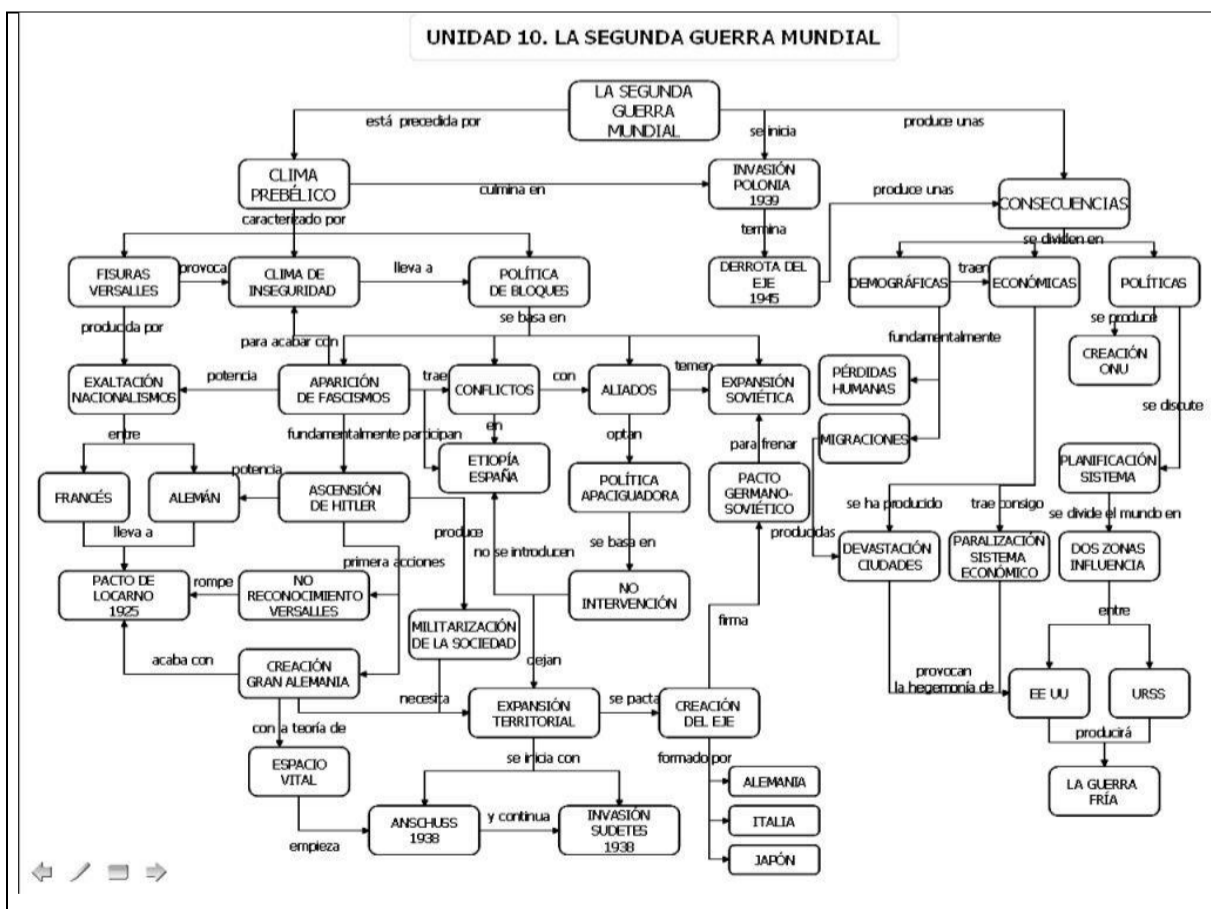 UNIDAD 10. LA SEGUNDA GUERRA MUNDIAL
LA SEGUNDA
GUERRA
MUNDIAL
está precedida por
se inicia
produce unas
CLIMA
PREBÉLICO
culmina en
INVASIÓN
POLONIA
1939
produce unas
CONSECUENCIAS
caracterizado por
termina
se dividen en
FISURAS
VERSALLES
provoca
CLIMA DE
INSEGURIDAD
lleva a
POLÍTICA
DE BLOQUES
DERROTA DEL
EJE
1945
DEMOGRÁFICAS
traen
ECONÓMICAS
POLÍTICAS
producida por
para acabar con
se basa en
fundamentalmente
se produce
CREACIÓN
ONU
EXALTACIÓN
NACIONALISMOS
potencia
APARICIÓN
DE FASCISMOS
trae
CONFLICTOS
con
ALIADOS
temen
EXPANSIÓN
SOVIÉTICA
PÉRDIDAS
HUMANAS
se discute
entre
fundamentalmente participan
en
optan
para frenar
MIGRACIONES
FRANCÉS
ALEMÁN
potencia
ASCENSIÓN
DE HITLER
ETIOPÍA
ESPAÑA
POLÍTICA
APACIGUADORA
PACTO
GERMANO-
SOVIÉTICO
PLANIFICACIÓN
SISTEMA
lleva a
produce
se ha producido
trae consigo
se divide el mundo en
primera acciones
no se introducen
se basa en
producidas
PACTO DE
LOCARNO
1925
rompe
NO
RECONOCIMIENTO
VERSALLES
NO
INTERVENCIÓN
DEVASTACIÓN
CIUDADES
PARALIZACIÓN
SISTEMA
ECONÓMICO
DOS ZONAS
INFLUENCIA
MILITARIZACIÓN
DE LA SOCIEDAD
firma
entre
acaba con
CREACIÓN
GRAN ALEMANIA
dejan
necesita
EXPANSIÓN
TERRITORIAL
se pacta
CREACIÓN
DEL EJE
provocan
la hegemonía de
EE UU
URSS
con a teoría de
se inicia con
formado por
producirá
ESPACIO
VITAL
ALEMANIA
LA GUERRA
FRÍA
empieza
ANSCHUSS
1938
y continua
INVASIÓN
SUDETES
1938
ITALIA
JAPÓN